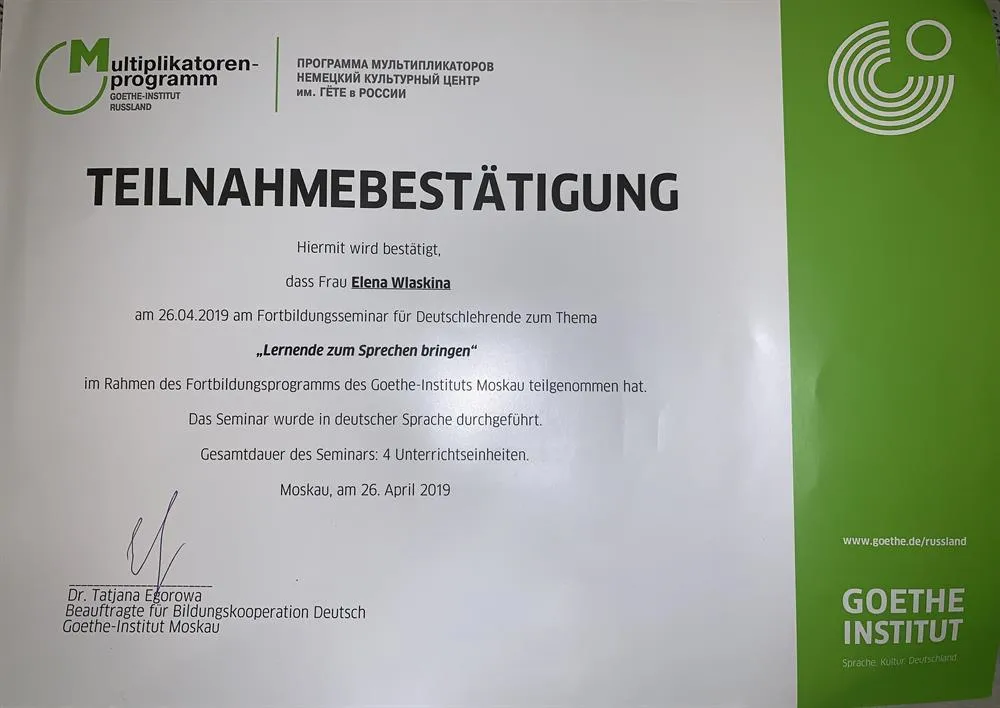 Multiplikatoren-
programm
GOETHE-INSTITUT
RUSSLAND
ПРОГРАММА МУЛЬТИПЛИКАТОРОВ
НЕМЕЦКИЙ КУЛЬТУРНЫЙ ЦЕНТР
им. ГЁТЕ в РОССИИ
TEILNAHMEBESTÄTIGUNG
Hiermit wird bestätigt,
dass Frau Elena Wlaskina
am 26.04.2019 am Fortbildungsseminar für Deutschlehrende zum Thema
„Lernende zum Sprechen bringen“
im Rahmen des Fortbildungsprogramms des Goethe-Instituts Moskau teilgenommen hat.
Das Seminar wurde in deutscher Sprache durchgeführt.
Gesamtdauer des Seminars: 4 Unterrichtseinheiten.
Moskau, am 26. April 2019
Dr. Tatjana Egorowa
Beauftragte für Bildungskooperation Deutsch
Goethe-Institut Moskau
www.goethe.de/russland
GOETHE
INSTITUT
Sprache. Kultur. Deutschland.